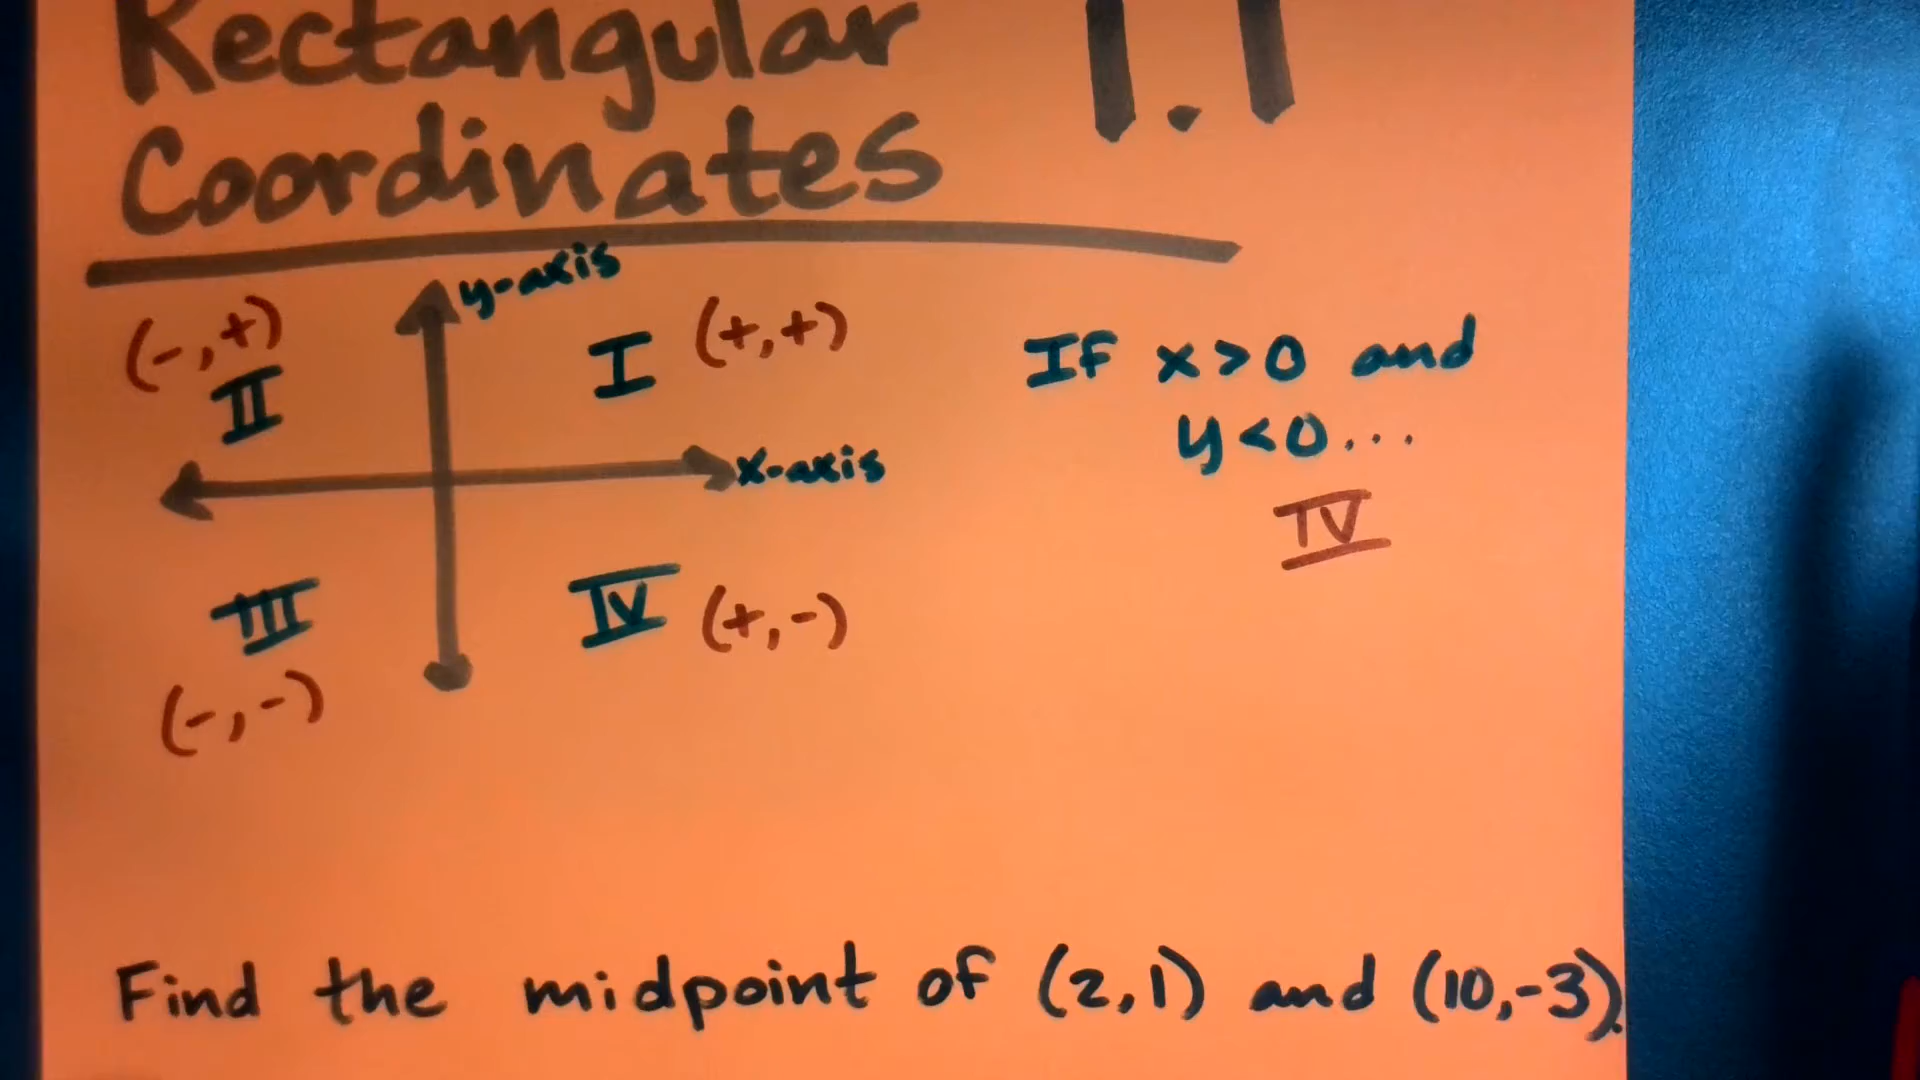 Rectangular 1.1
Coordinates
y-axis
(-,+)
II
I (+,+)
x-axis
III
(-,-)
IV (+,-)
If x>0 and
y<0...
IV
Find the midpoint of (2,1) and (10,-3).